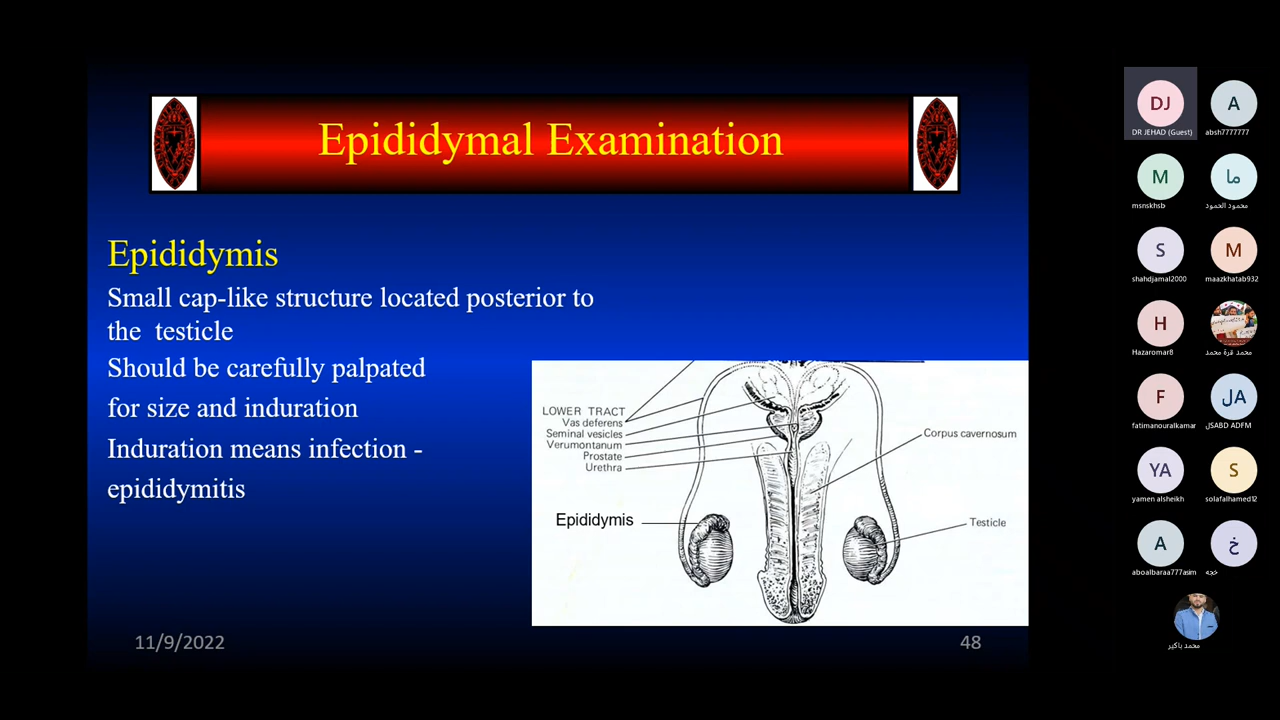 Epididymal Examination
Epididymis
Small cap-like structure located posterior to
the testicle
Should be carefully palpated
for size and induration
Induration means infection -
epididymitis
LOWER TRACT
Vas deferens
Seminal vesicles
Verumontanum
Prostate
Urethra
Corpus cavernosum
Epididymis
Testicle
11/9/2022
48
DJ
DR JEHAD (Guest)
A
absh7777777
M
msnskhsb
ما
محمود الحمود
S
shahdjamal2000
M
maazkhatab932
H
Hazaromar8
محمد قرة محمد
F
fatimanouralkamar
JA
JلSABD ADFM
YA
yamen alsheikh
S
solafalhamed12
A
aboalbaraa777asim
خ
خجه
محمد باكير